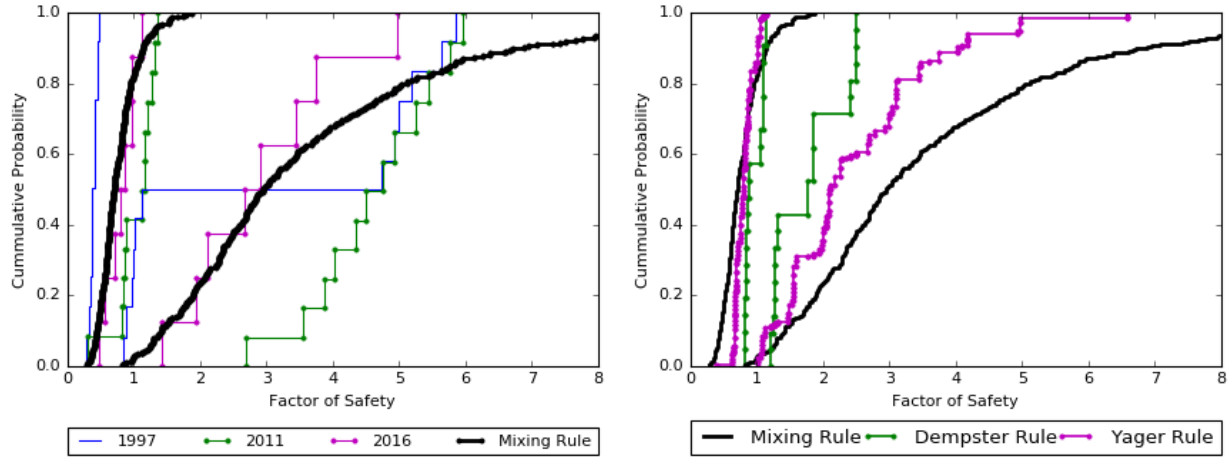 1.0
0.8
0.6
0.4
0.2
0.0
Cummulative Probability
0 1 2 3 4 5 6 7 8
Factor of Safety
1997 2011 2016 Mixing Rule
1.0
0.8
0.6
0.4
0.2
0.0
Cummulative Probability
0 1 2 3 4 5 6 7 8
Factor of Safety
Mixing Rule Dempster Rule Yager Rule